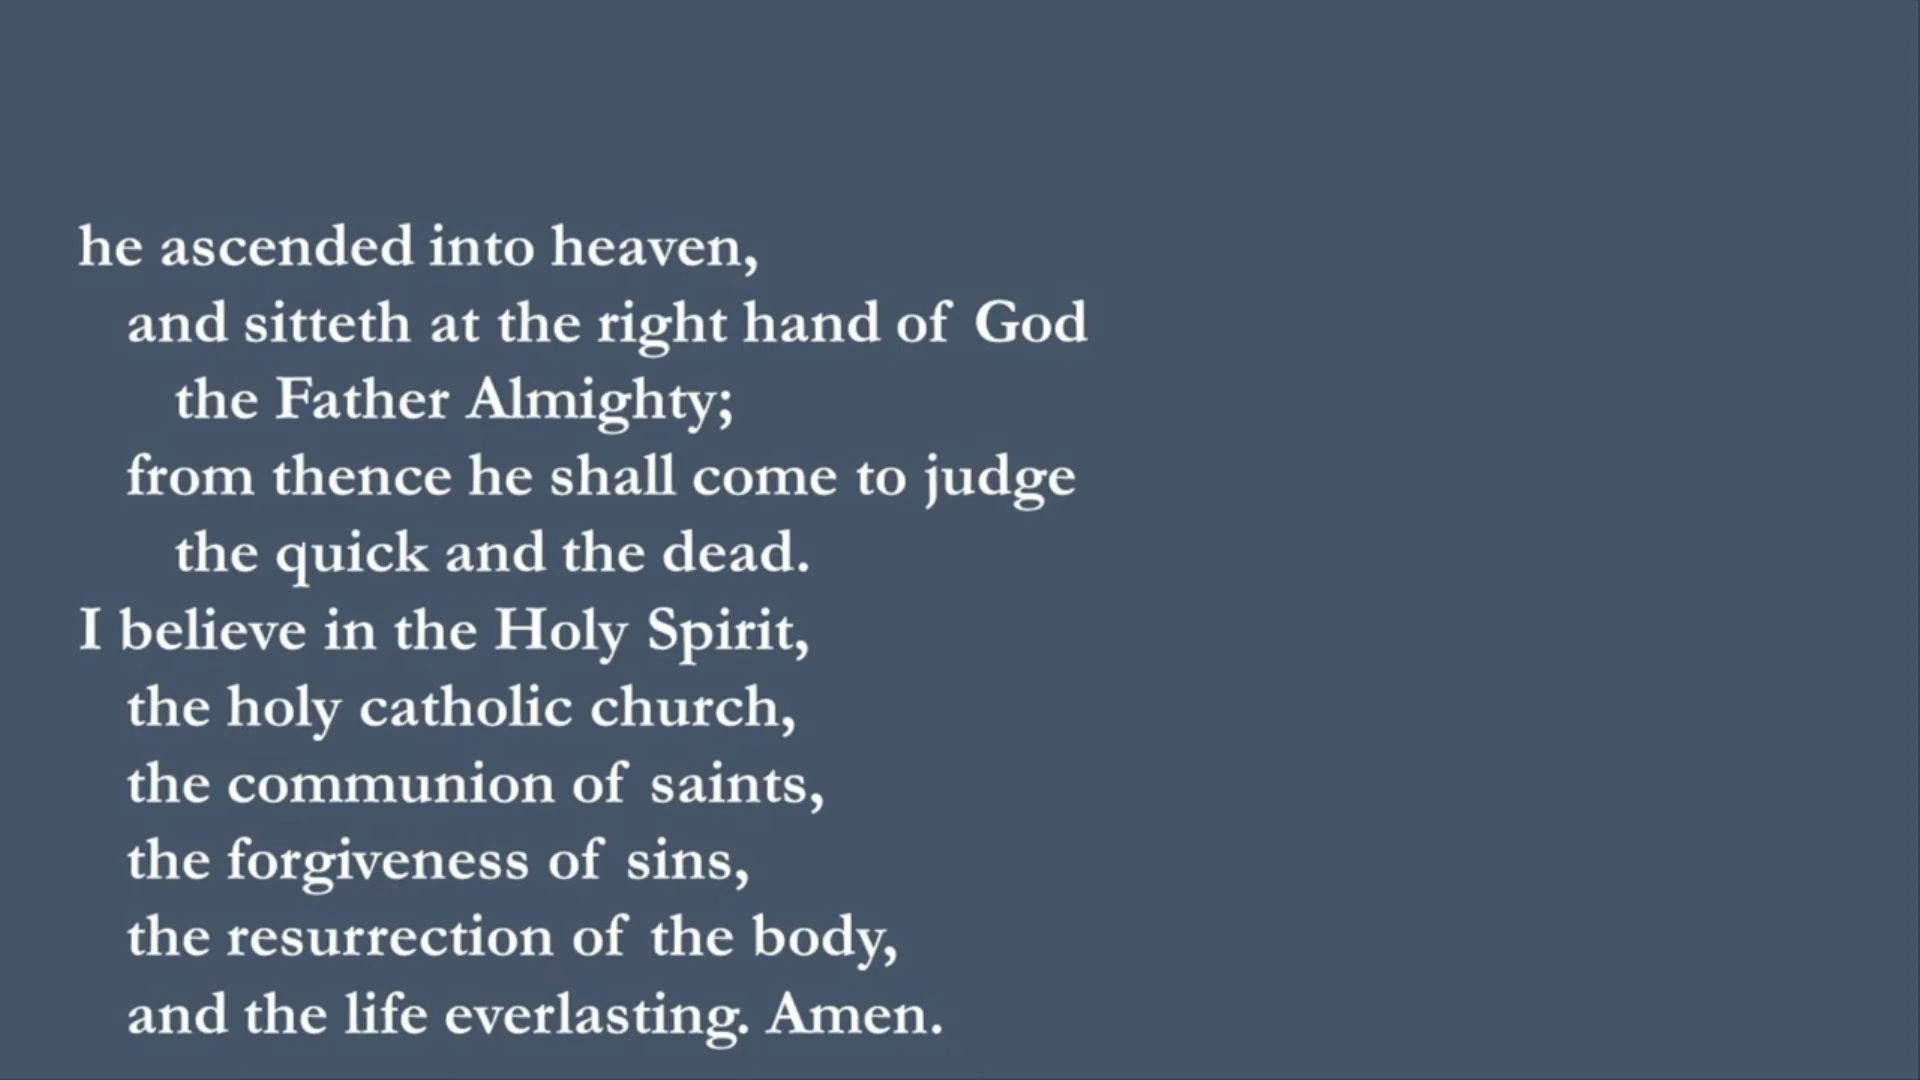 he ascended into heaven,
and sitteth at the right hand of God
the Father Almighty;
from thence he shall come to judge
the quick and the dead.
I believe in the Holy Spirit,
the holy catholic church,
the communion of saints,
the forgiveness of sins,
the resurrection of the body,
and the life everlasting. Amen.